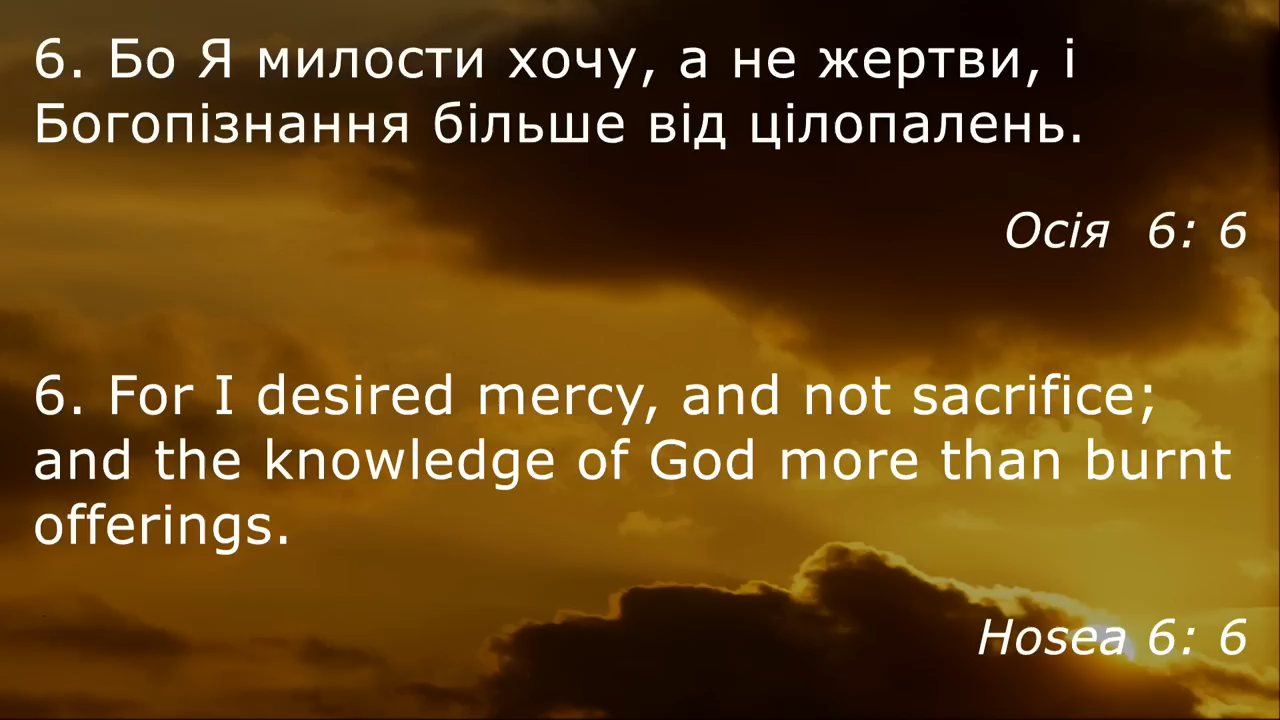 6. Бо Я милости хочу, а не жертви, і
Богопізнання більше від цілопалень.
Осія 6: 6
6. For I desired mercy, and not sacrifice;
and the knowledge of God more than burnt
offerings.
Hosea 6: 6